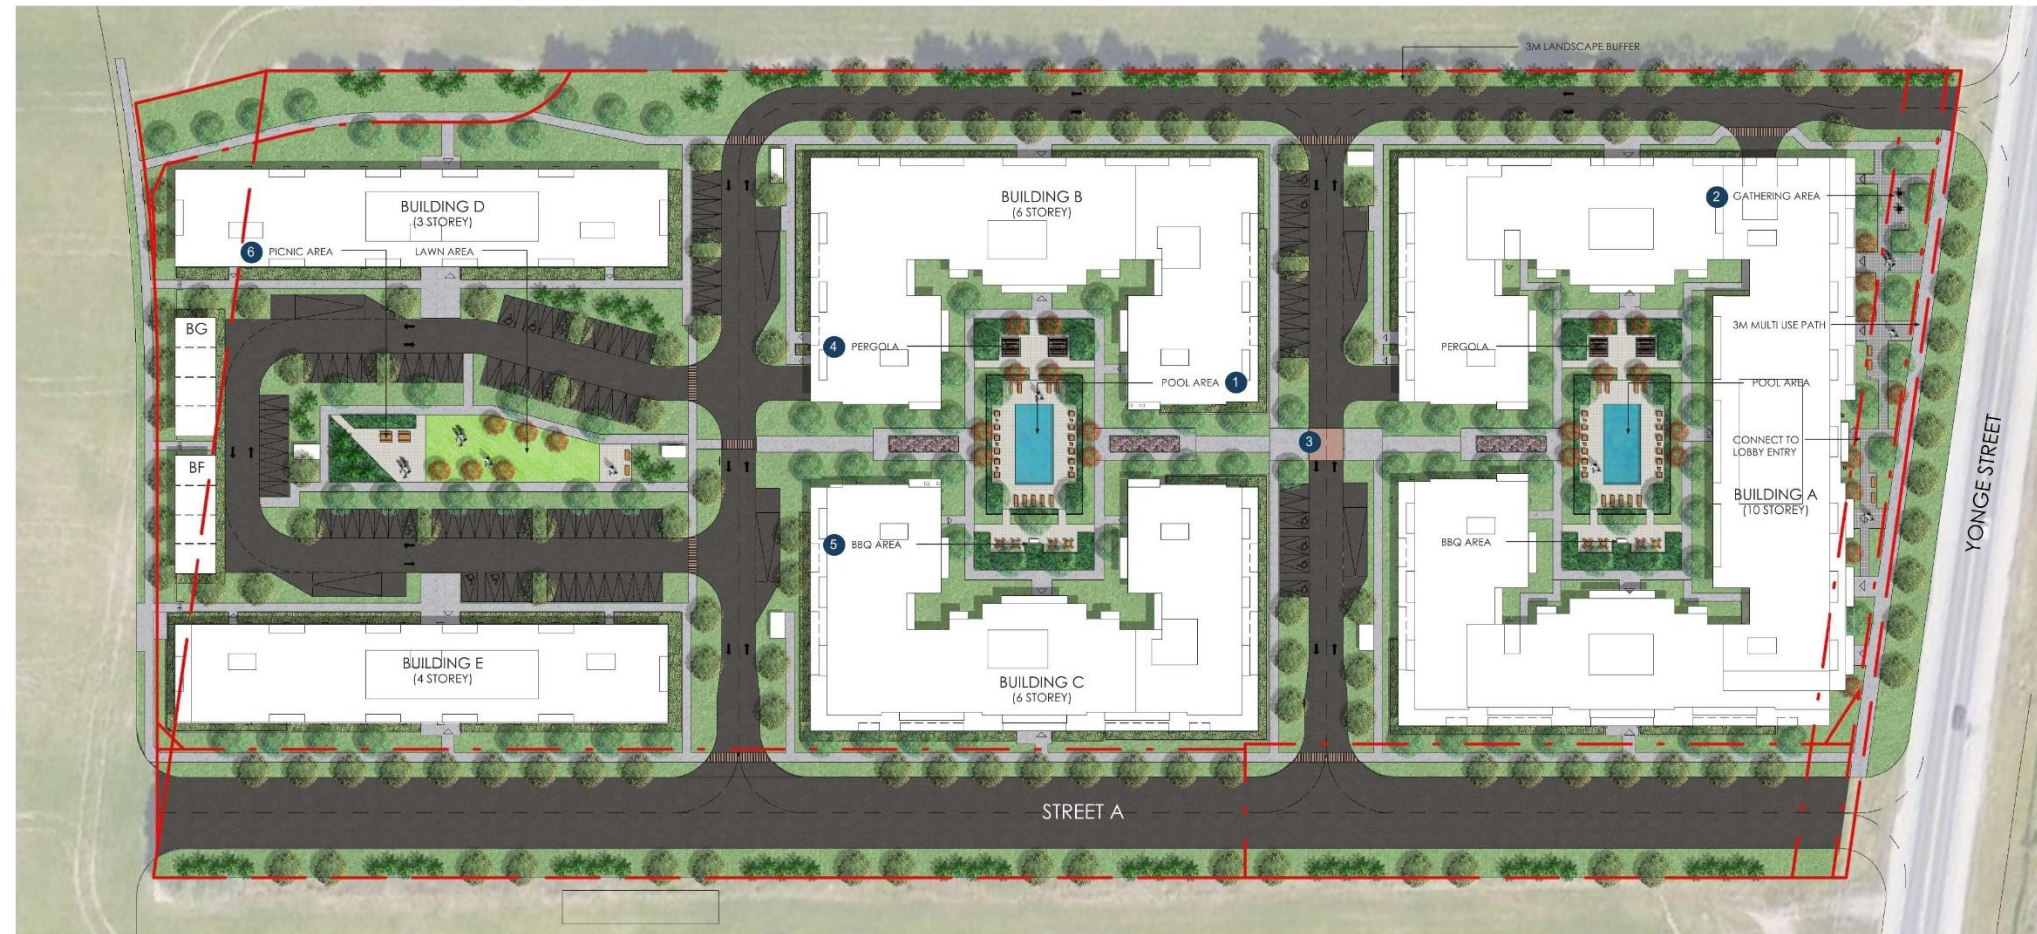 3M LANDSCAPE BUFFER
BUILDING D
(3 STOREY)
6 PICNIC AREA
LAWN AREA
BUILDING B
(6 STOREY)
2 GATHERING AREA
BG
4 PERGOLA
POOL AREA 1
PERGOLA
POOL AREA
3M MULTI USE PATH
BF
3
CONNECT TO
LOBBY ENTRY
YONGE STREET
BUILDING A
(10 STOREY)
5 BBQ AREA
BBQ AREA
BUILDING E
(4 STOREY)
BUILDING C
(6 STOREY)
STREET A